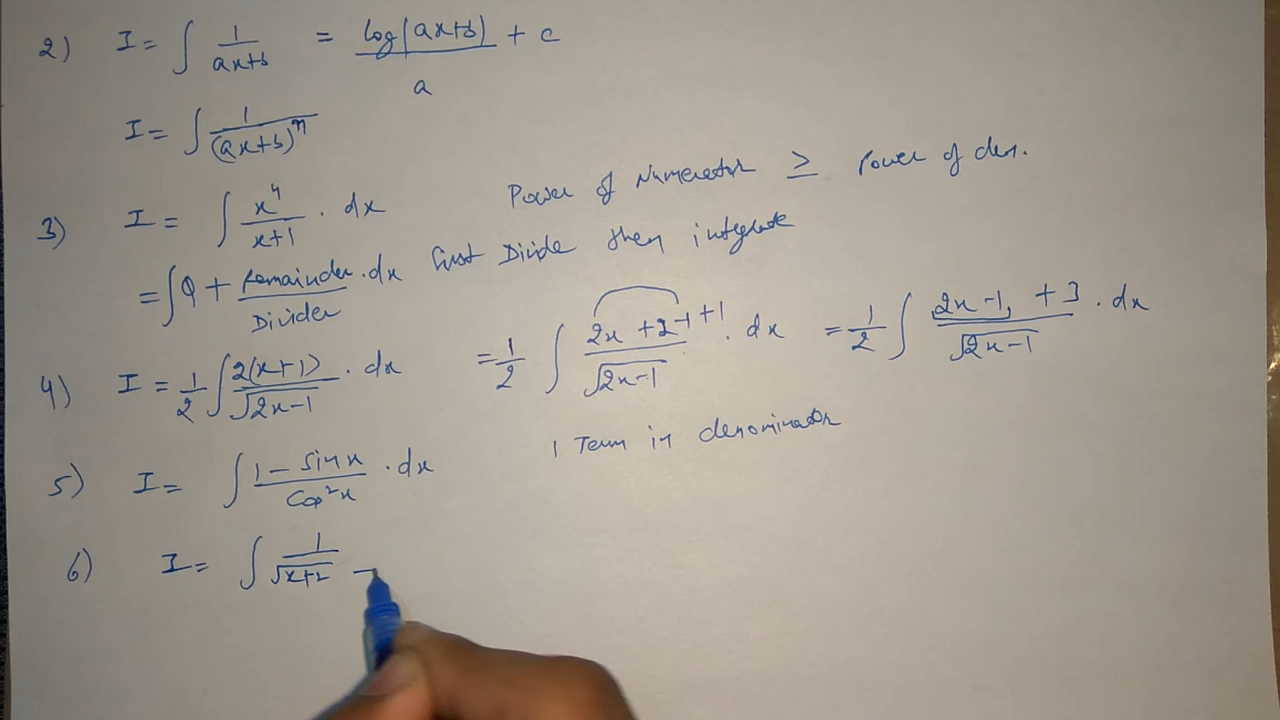 2) I = ∫ 1/(ax+b) = log(ax+b)/a + c
I = ∫ 1/(ax+b)^n
3) I = ∫ x^4/(x+1) . dx Power of Numerator ≥ Power of den.
= ∫ Q + Remainder/Divider . dx First Divide then integrate
4) I = 1/2 ∫ 2(x+1)/√(2x-1) . dx = 1/2 ∫ (2x+2-1+1)/√(2x-1) . dx = 1/2 ∫ (2x-1, +3)/√(2x-1) . dx
5) I = ∫ (1 - Sinx)/Cos²x . dx 1 Term in denominator
6) I = ∫ 1/√(x+2) -